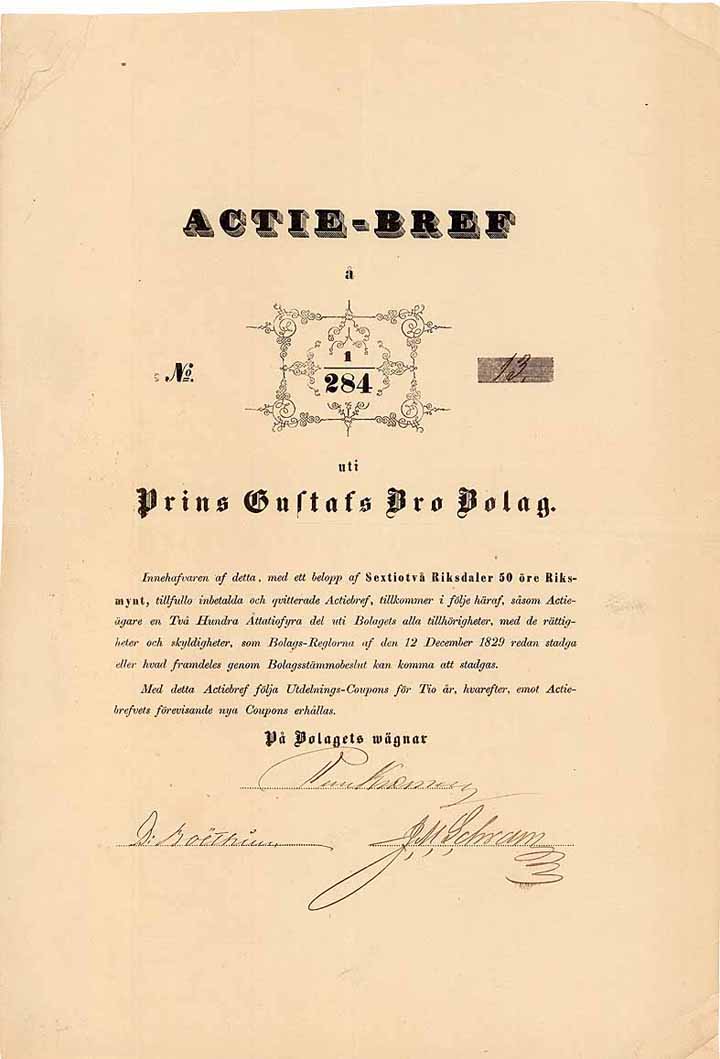 ACTIE-BREF
à
1
No. 284 13.
uti
Prins Gustafs Bro Bolag.
Innehafvaren af detta, med ett belopp af Sextiotvå Riksdaler 50 öre Riks-
mynt, tillfullo inbetalda och qvitterade Actiebref, tillkommer i följe häraf, såsom Actie-
ägare en Två Hundra Åttatiofyra del uti Bolagets alla tillhörigheter, med de rättig-
heter och skyldigheter, som Bolags-Reglorna af den 12 December 1829 redan stadga
eller hvad framdeles genom Bolagsstämmobeslut kan komma att stadgas.
Med detta Actiebref följa Utdelnings-Coupons för Tio år, hvarefter, emot Actie-
brefvets förevisande nya Coupons erhållas.
På Bolagets wägnar
J.M. Schram